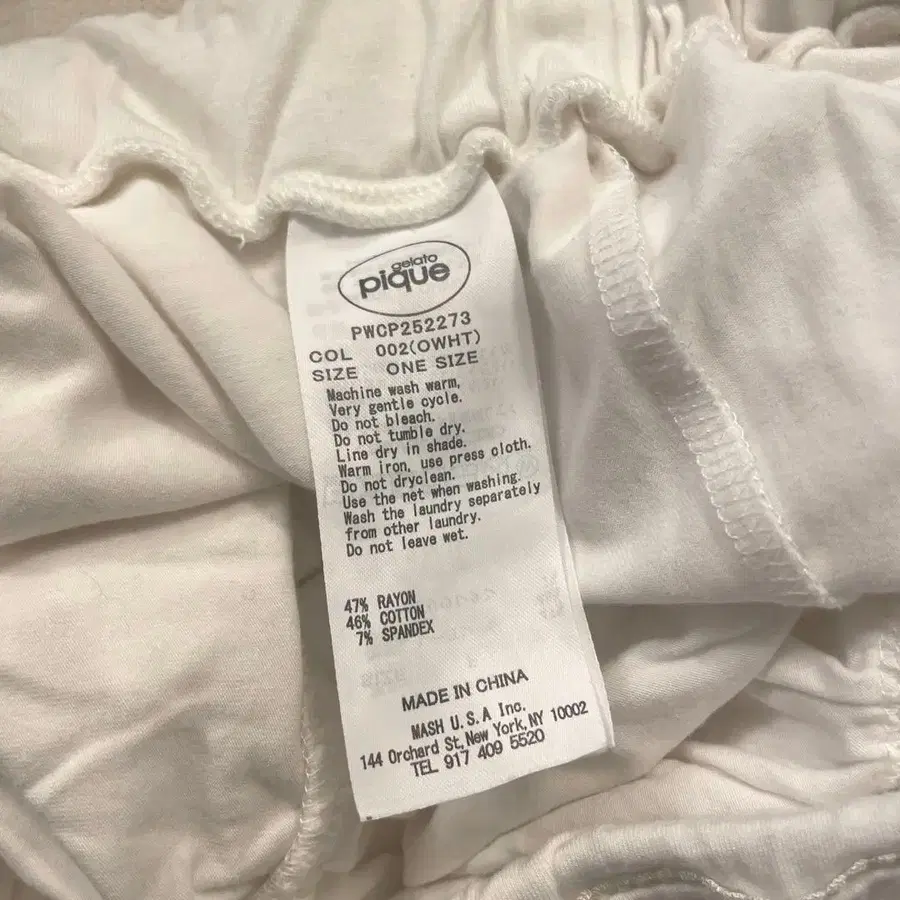 gelato
pique
PWCP252273
COL 002(OWHT)
SIZE ONE SIZE
Machine wash warm,
Very gentle cycle.
Do not bleach.
Do not tumble dry.
Line dry in shade.
Warm iron, use press cloth.
Do not dryclean.
Use the net when washing.
Wash the laundry separately
from other laundry.
Do not leave wet.
47% RAYON
46% COTTON
7% SPANDEX
MADE IN CHINA
MASH U.S.A Inc.
144 Orchard St, New York, NY 10002
TEL 917 409 5520